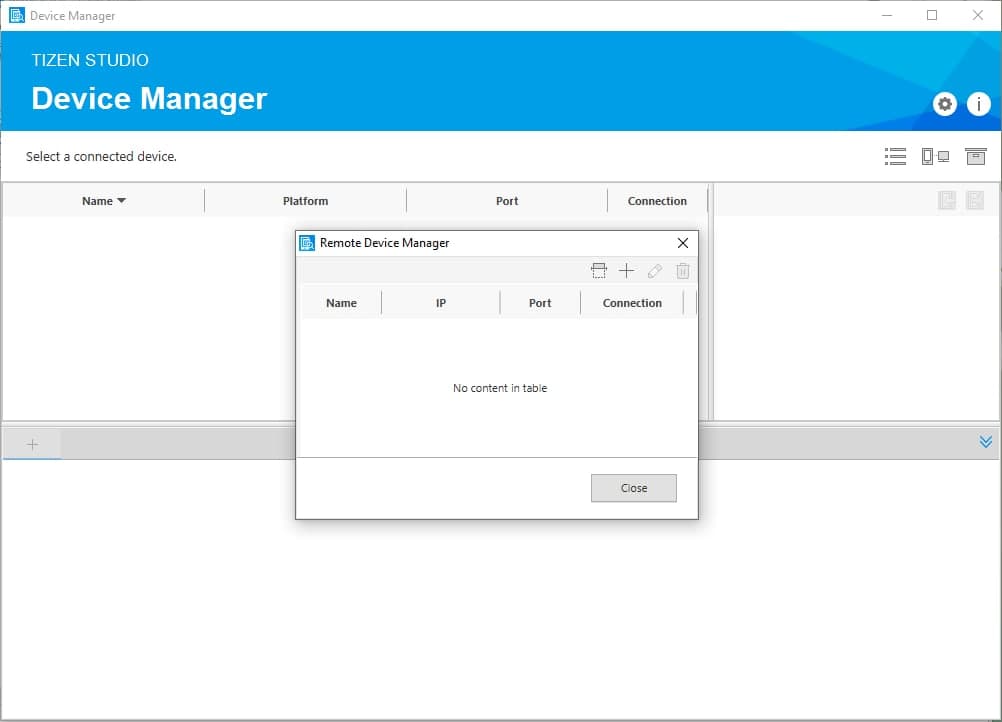 Device Manager
TIZEN STUDIO
Device Manager
Select a connected device.
Name Platform Port Connection
Remote Device Manager
Name IP Port Connection
No content in table
Close